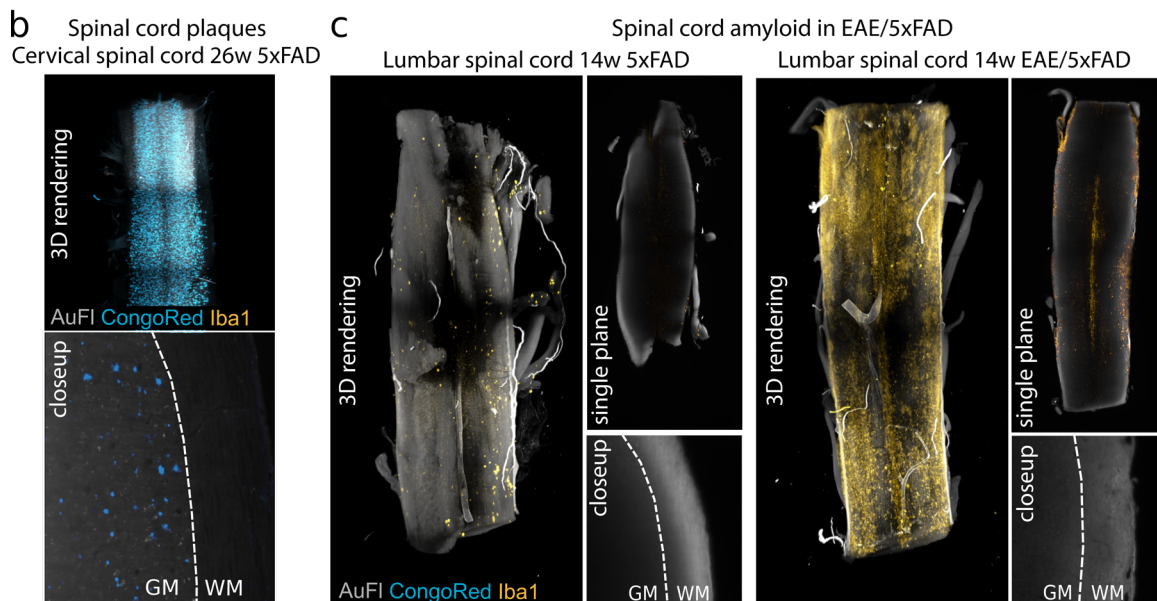 b
Spinal cord plaques
Cervical spinal cord 26w 5xFAD
3D rendering
AuFl CongoRed Iba1
closeup
GM WM
c
Spinal cord amyloid in EAE/5xFAD
Lumbar spinal cord 14w 5xFAD
3D rendering
AuFl CongoRed Iba1
single plane
closeup
GM WM
Lumbar spinal cord 14w EAE/5xFAD
3D rendering
single plane
closeup
GM WM